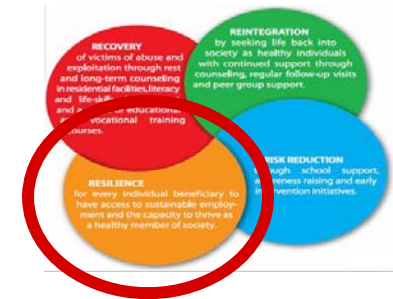 RECOVERY
of victims of abuse and
exploitation through rest
and long-term counseling
in residential facilities, literacy
and life-skills
and a of educational
vocational training
courses.
REINTEGRATION
by seeking life back into
society as healthy individuals
with continued support through
counseling, regular follow-up visits
and peer group support.
RESILIENCE
for every individual beneficiary to
have access to sustainable employ-
ment and the capacity to thrive as
a healthy member of society.
RISK REDUCTION
through school support,
awareness raising and early
intervention initiatives.